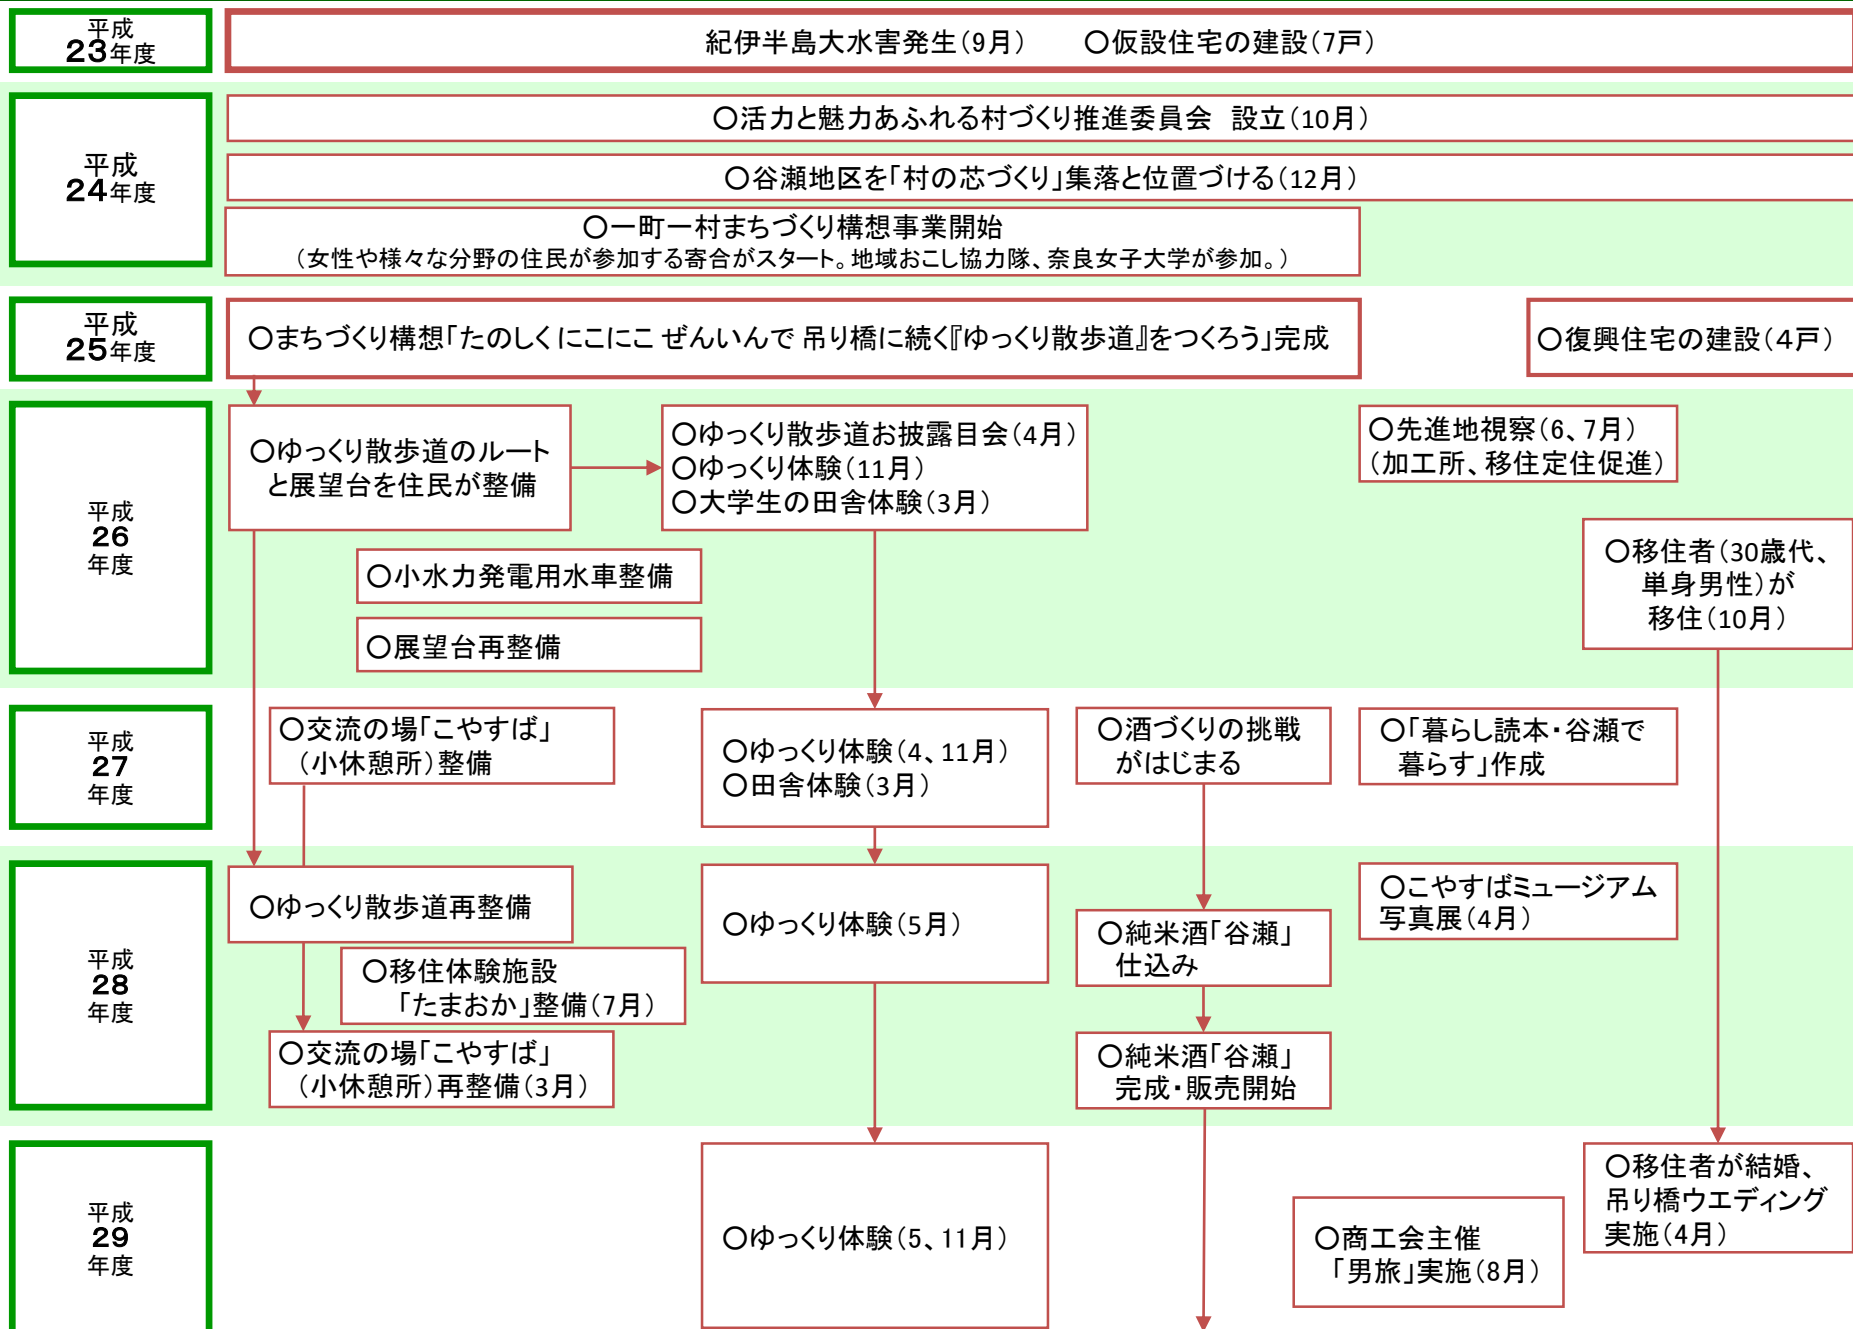 平成
23年度
紀伊半島大水害発生(9月)　　○仮設住宅の建設(7戸)
平成
24年度
○活力と魅力あふれる村づくり推進委員会　設立(10月)
○谷瀬地区を「村の芯づくり」集落と位置づける(12月)
○一町一村まちづくり構想事業開始
(女性や様々な分野の住民が参加する寄合がスタート。地域おこし協力隊、奈良女子大学が参加。)
平成
25年度
○まちづくり構想「たのしく にこにこ ぜんいんで 吊り橋に続く『ゆっくり散歩道』をつくろう」完成
○復興住宅の建設(4戸)
平成
26
年度
○ゆっくり散歩道のルート
と展望台を住民が整備
○ゆっくり散歩道お披露目会(4月)
○ゆっくり体験(11月)
○大学生の田舎体験(3月)
○先進地視察(6、7月)
(加工所、移住定住促進)
○小水力発電用水車整備
○展望台再整備
○移住者(30歳代、
単身男性)が
移住(10月)
平成
27
年度
○交流の場「こやすば」
(小休憩所)整備
○ゆっくり体験(4、11月)
○田舎体験(3月)
○酒づくりの挑戦
がはじまる
○「暮らし読本・谷瀬で
暮らす」作成
平成
28
年度
○ゆっくり散歩道再整備
○移住体験施設
「たまおか」整備(7月)
○交流の場「こやすば」
(小休憩所)再整備(3月)
○ゆっくり体験(5月)
○純米酒「谷瀬」
仕込み
○純米酒「谷瀬」
完成・販売開始
○こやすばミュージアム
写真展(4月)
平成
29
年度
○ゆっくり体験(5、11月)
○商工会主催
「男旅」実施(8月)
○移住者が結婚、
吊り橋ウエディング
実施(4月)